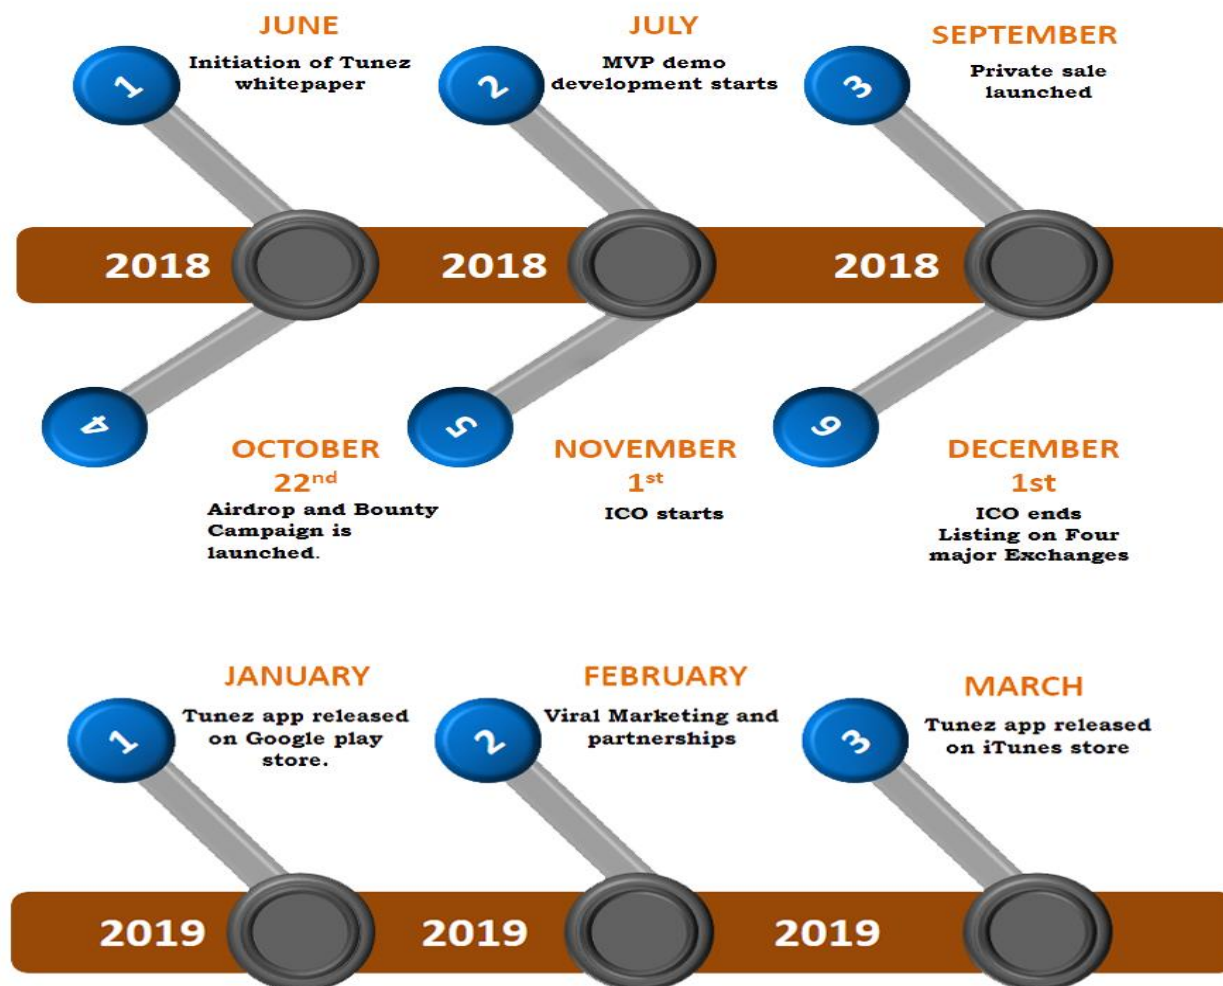 JUNE
Initiation of Tunez
whitepaper
1
JULY
MVP demo
development starts
2
SEPTEMBER
Private sale
launched
3
2018
2018
2018
4
OCTOBER
22nd
Airdrop and Bounty
Campaign is
launched.
5
NOVEMBER
1st
ICO starts
6
DECEMBER
1st
ICO ends
Listing on Four
major Exchanges
JANUARY
Tunez app released
on Google play
store.
1
FEBRUARY
Viral Marketing and
partnerships
2
MARCH
Tunez app released
on iTunes store
3
2019
2019
2019